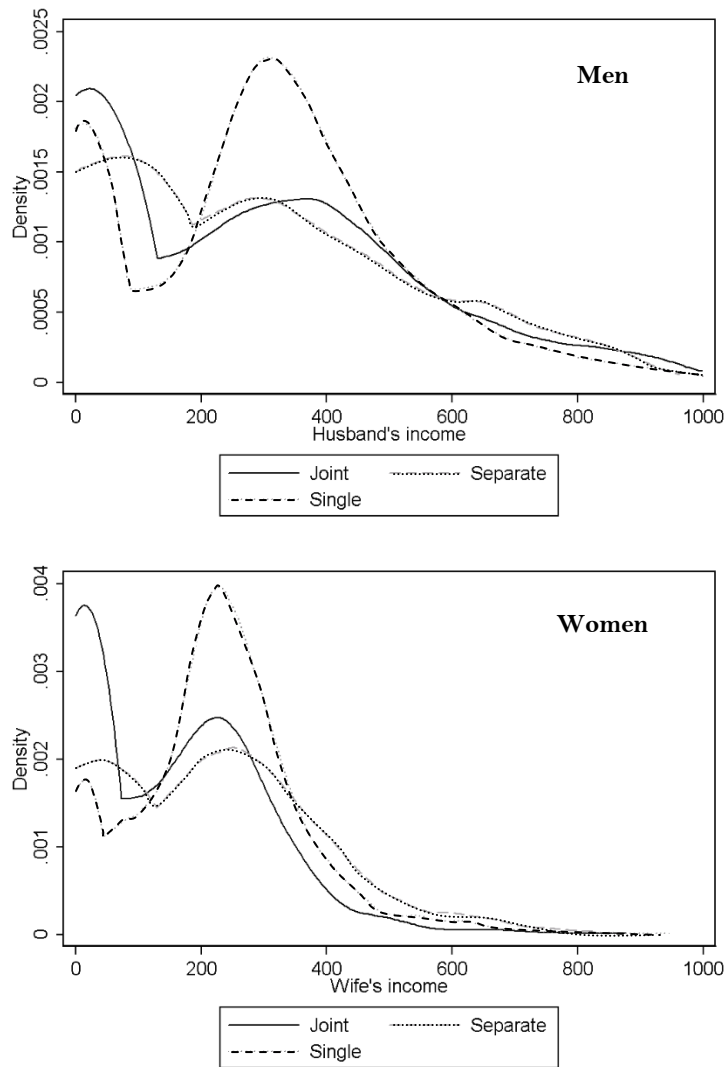 Men
Density
0
.0005
.001
.0015
.002
.0025
0 200 400 600 800 1000
Husband's income
Joint Separate
Single
Women
Density
0
.001
.002
.003
.004
0 200 400 600 800 1000
Wife's income
Joint Separate
Single